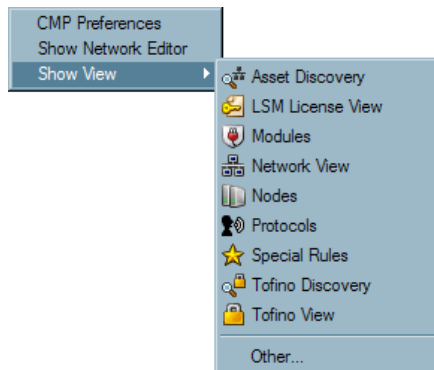 CMP Preferences
Show Network Editor
Show View
Asset Discovery
LSM License View
Modules
Network View
Nodes
Protocols
Special Rules
Tofino Discovery
Tofino View
Other...